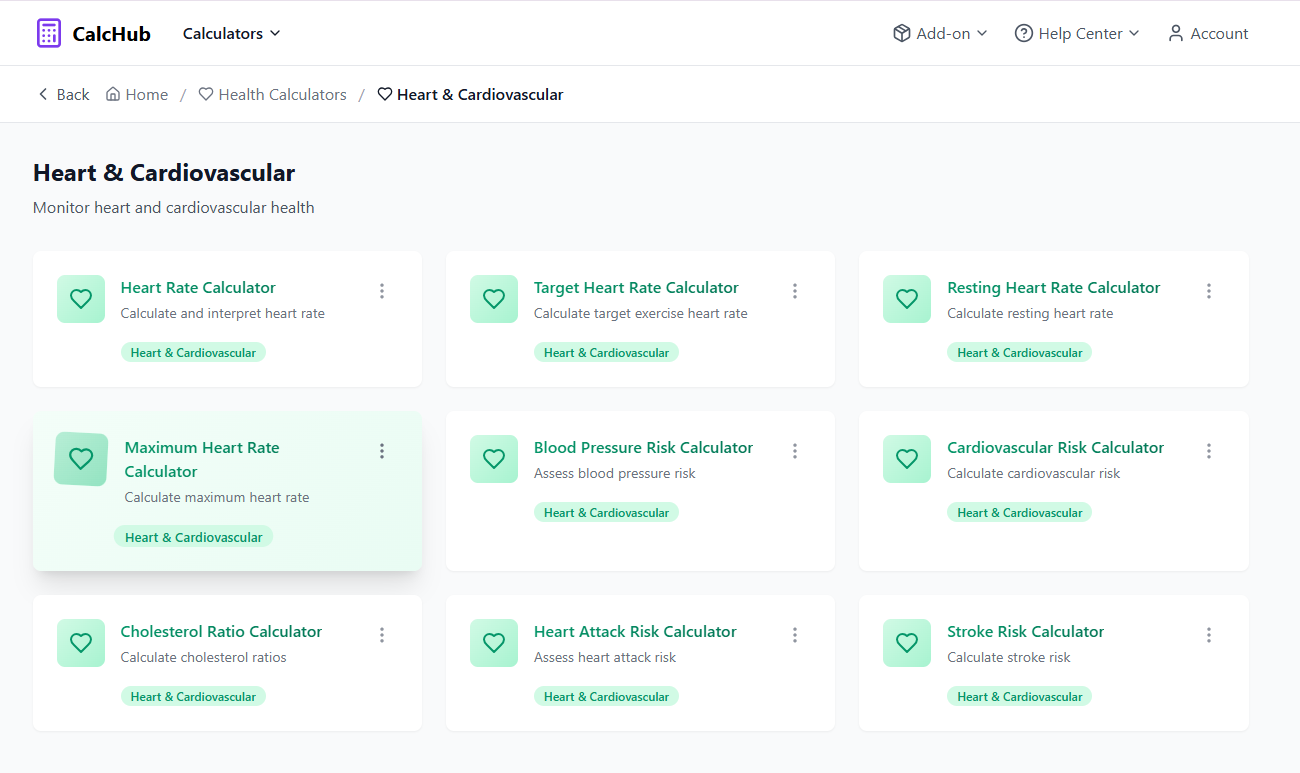 CalcHub
Calculators
Add-on
Help Center
Account
Back
Home
/
Health Calculators
/
Heart & Cardiovascular
Heart & Cardiovascular
Monitor heart and cardiovascular health
Heart Rate Calculator
Calculate and interpret heart rate
Heart & Cardiovascular
Target Heart Rate Calculator
Calculate target exercise heart rate
Heart & Cardiovascular
Resting Heart Rate Calculator
Calculate resting heart rate
Heart & Cardiovascular
Maximum Heart Rate
Calculator
Calculate maximum heart rate
Heart & Cardiovascular
Blood Pressure Risk Calculator
Assess blood pressure risk
Heart & Cardiovascular
Cardiovascular Risk Calculator
Calculate cardiovascular risk
Heart & Cardiovascular
Cholesterol Ratio Calculator
Calculate cholesterol ratios
Heart & Cardiovascular
Heart Attack Risk Calculator
Assess heart attack risk
Heart & Cardiovascular
Stroke Risk Calculator
Calculate stroke risk
Heart & Cardiovascular